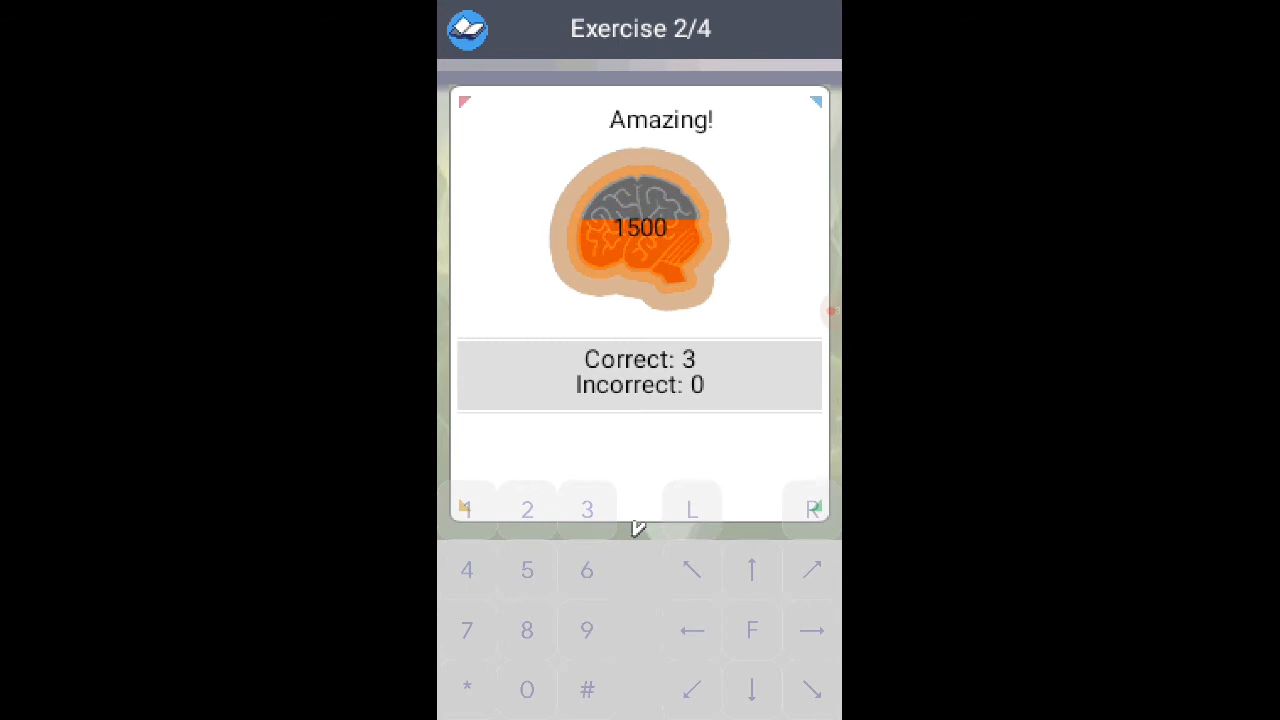 Exercise 2/4
Amazing!
1500
Correct: 3
Incorrect: 0
1 2 3 L R
4 5 6 ↖ ↑ ↗
7 8 9 ← F →
* 0 # ↙ ↓ ↘